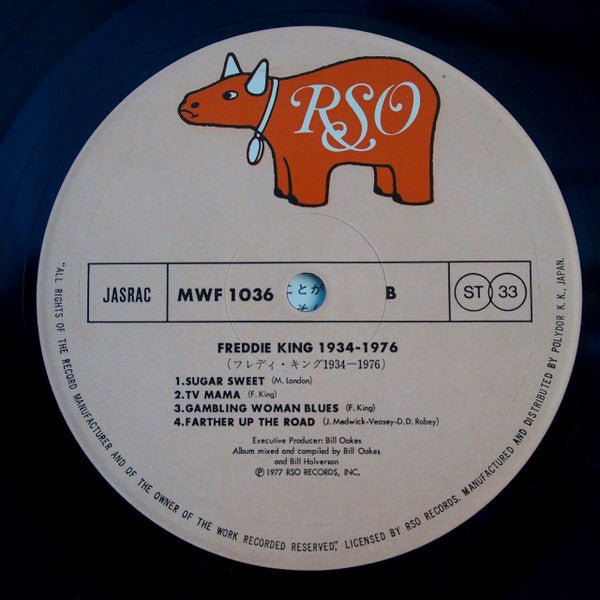 RSO
JASRAC MWF 1036 B ST 33
ことが
FREDDIE KING 1934-1976
(フレディ・キング1934—1976)
1.SUGAR SWEET (M. London)
2.TV MAMA (F. King)
3.GAMBLING WOMAN BLUES (F. King)
4.FARTHER UP THE ROAD (J. Medwick-Veasey-D.D. Robey)
Executive Producer: Bill Oakes
Album mixed and compiled by Bill Oakes
and Bill Halverson
℗ 1977 RSO RECORDS, INC.
"ALL RIGHTS OF THE RECORD MANUFACTURER AND OF THE OWNER OF THE WORK RECORDED RESERVED," LICENSED BY RSO RECORDS. MANUFACTURED AND DISTRIBUTED BY POLYDOR K. K., JAPAN.